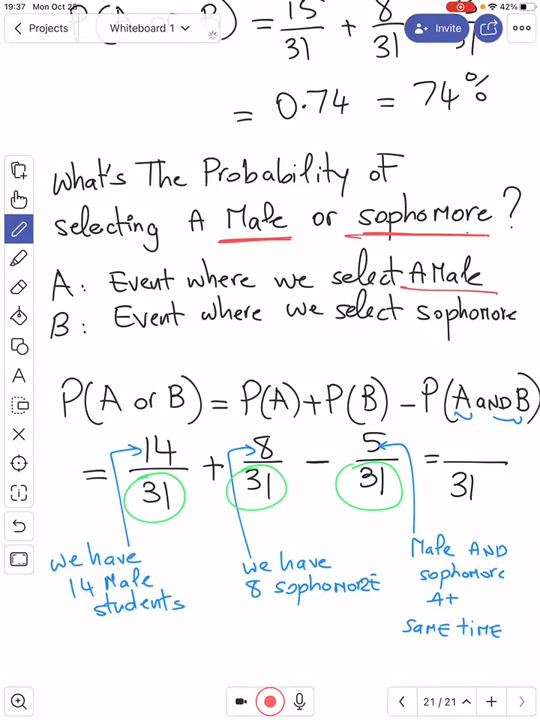 19:37 Mon Oct 25
42%
Projects
Whiteboard 1
Invite
= 15/31 + 8/31
= 0.74 = 74%
What's The Probability of
selecting A Male or sophomore?
A: Event where we select A Male
B: Event where we select sophomore
P(A or B) = P(A) + P(B) - P(A AND B)
= 14/31 + 8/31 - 5/31 = /31
we have
14 Male
students
we have
8 sophomore
Male AND
sophomore
At
same time
A
21 / 21